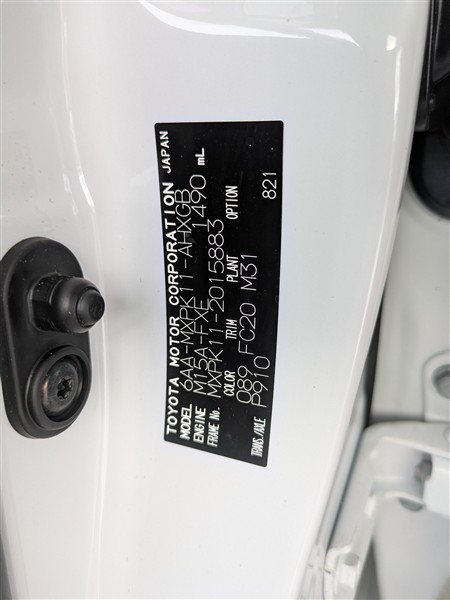 TOYOTA MOTOR CORPORATION JAPAN
MODEL 6AA-MXPK11-AHXGB
ENGINE M15A-FXE 1490 mL
FRAME No. MXPK11-2015883
COLOR TRIM PLANT OPTION
089 FC20 M31
TRANS./AXLE P910 821